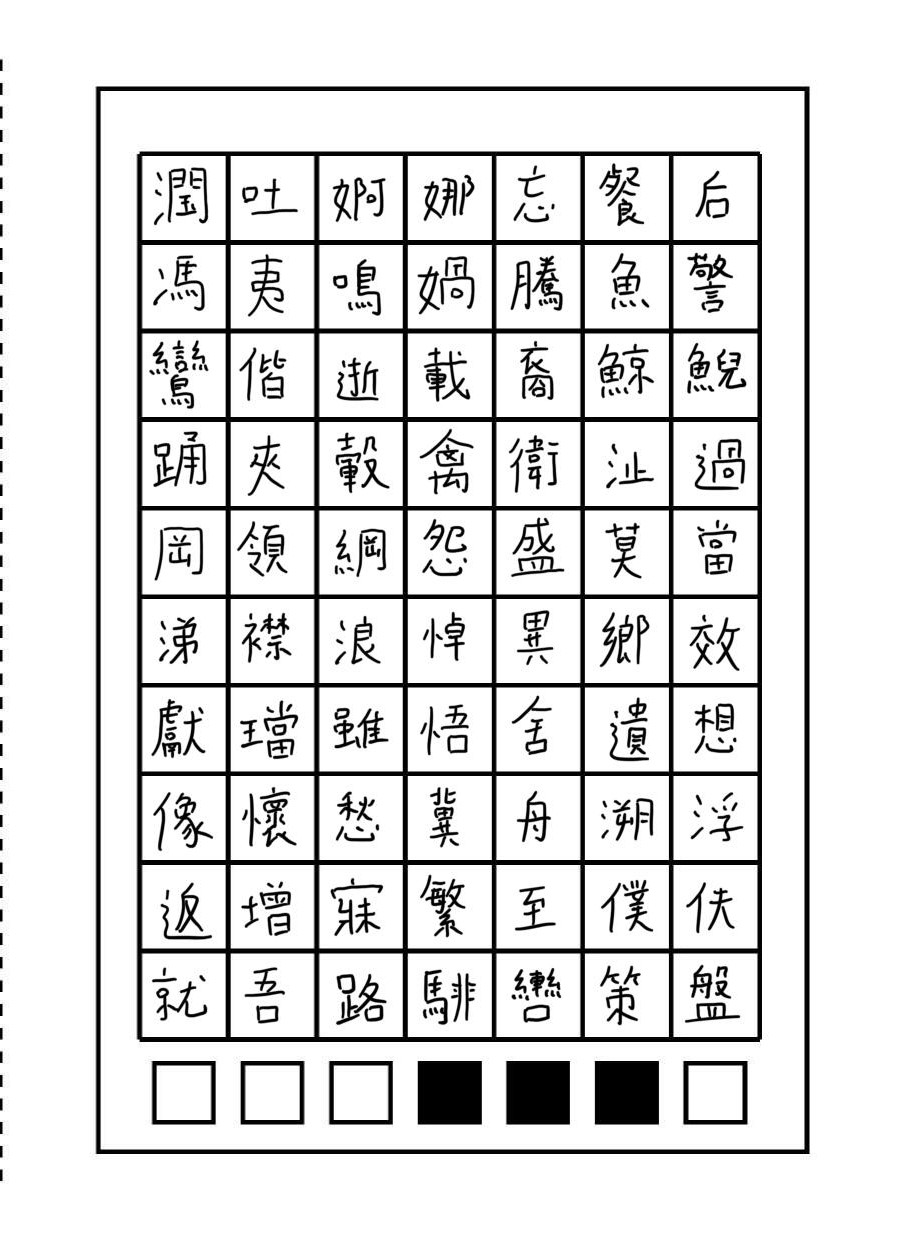 潤吐婀娜忘餐后
馮夷鳴媧騰魚警
鸞偕逝載裔鯨鯢
踊夾轂禽衛沚過
岡領綱怨盛莫當
涕襟浪悼異鄉效
獻璫雖悟舍遺想
像懷愁冀舟溯浮
返增寐繁至僕伕
就吾路騑轡策盤